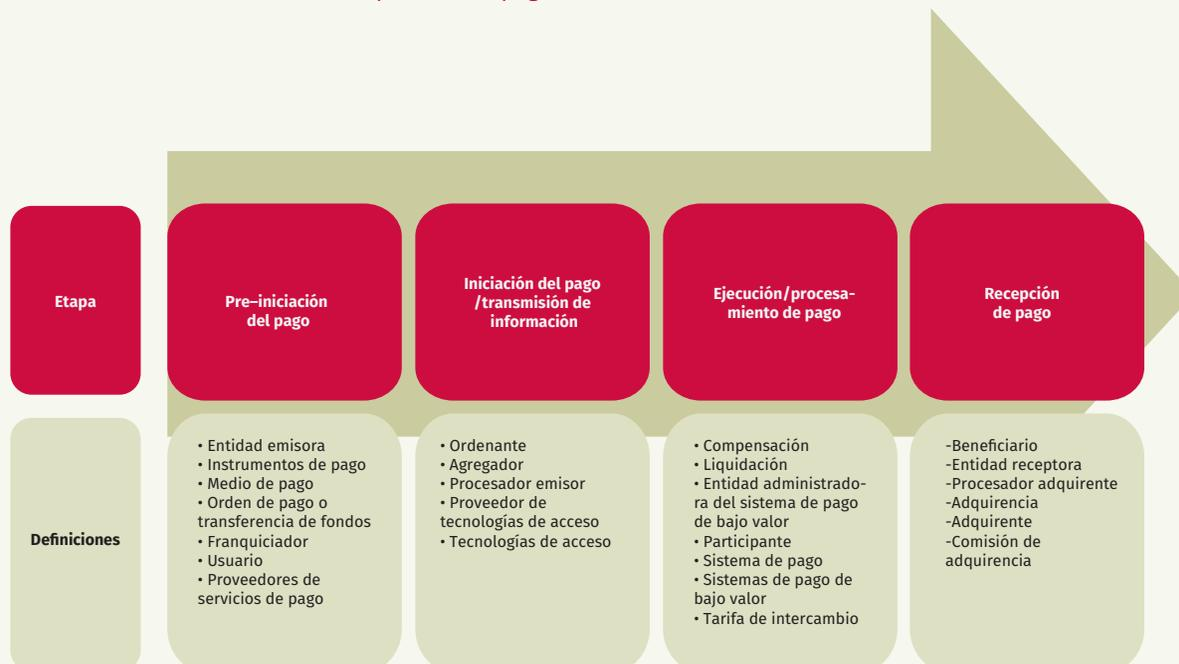 Etapa
Pre–iniciación
del pago
Iniciación del pago
/transmisión de
información
Ejecución/procesa-
miento de pago
Recepción
de pago
Definiciones
• Entidad emisora
• Instrumentos de pago
• Medio de pago
• Orden de pago o
transferencia de fondos
• Franquiciador
• Usuario
• Proveedores de
servicios de pago
• Ordenante
• Agregador
• Procesador emisor
• Proveedor de
tecnologías de acceso
• Tecnologías de acceso
• Compensación
• Liquidación
• Entidad administrado-
ra del sistema de pago
de bajo valor
• Participante
• Sistema de pago
• Sistemas de pago de
bajo valor
• Tarifa de intercambio
-Beneficiario
-Entidad receptora
-Procesador adquirente
-Adquirencia
-Adquirente
-Comisión de
adquirencia